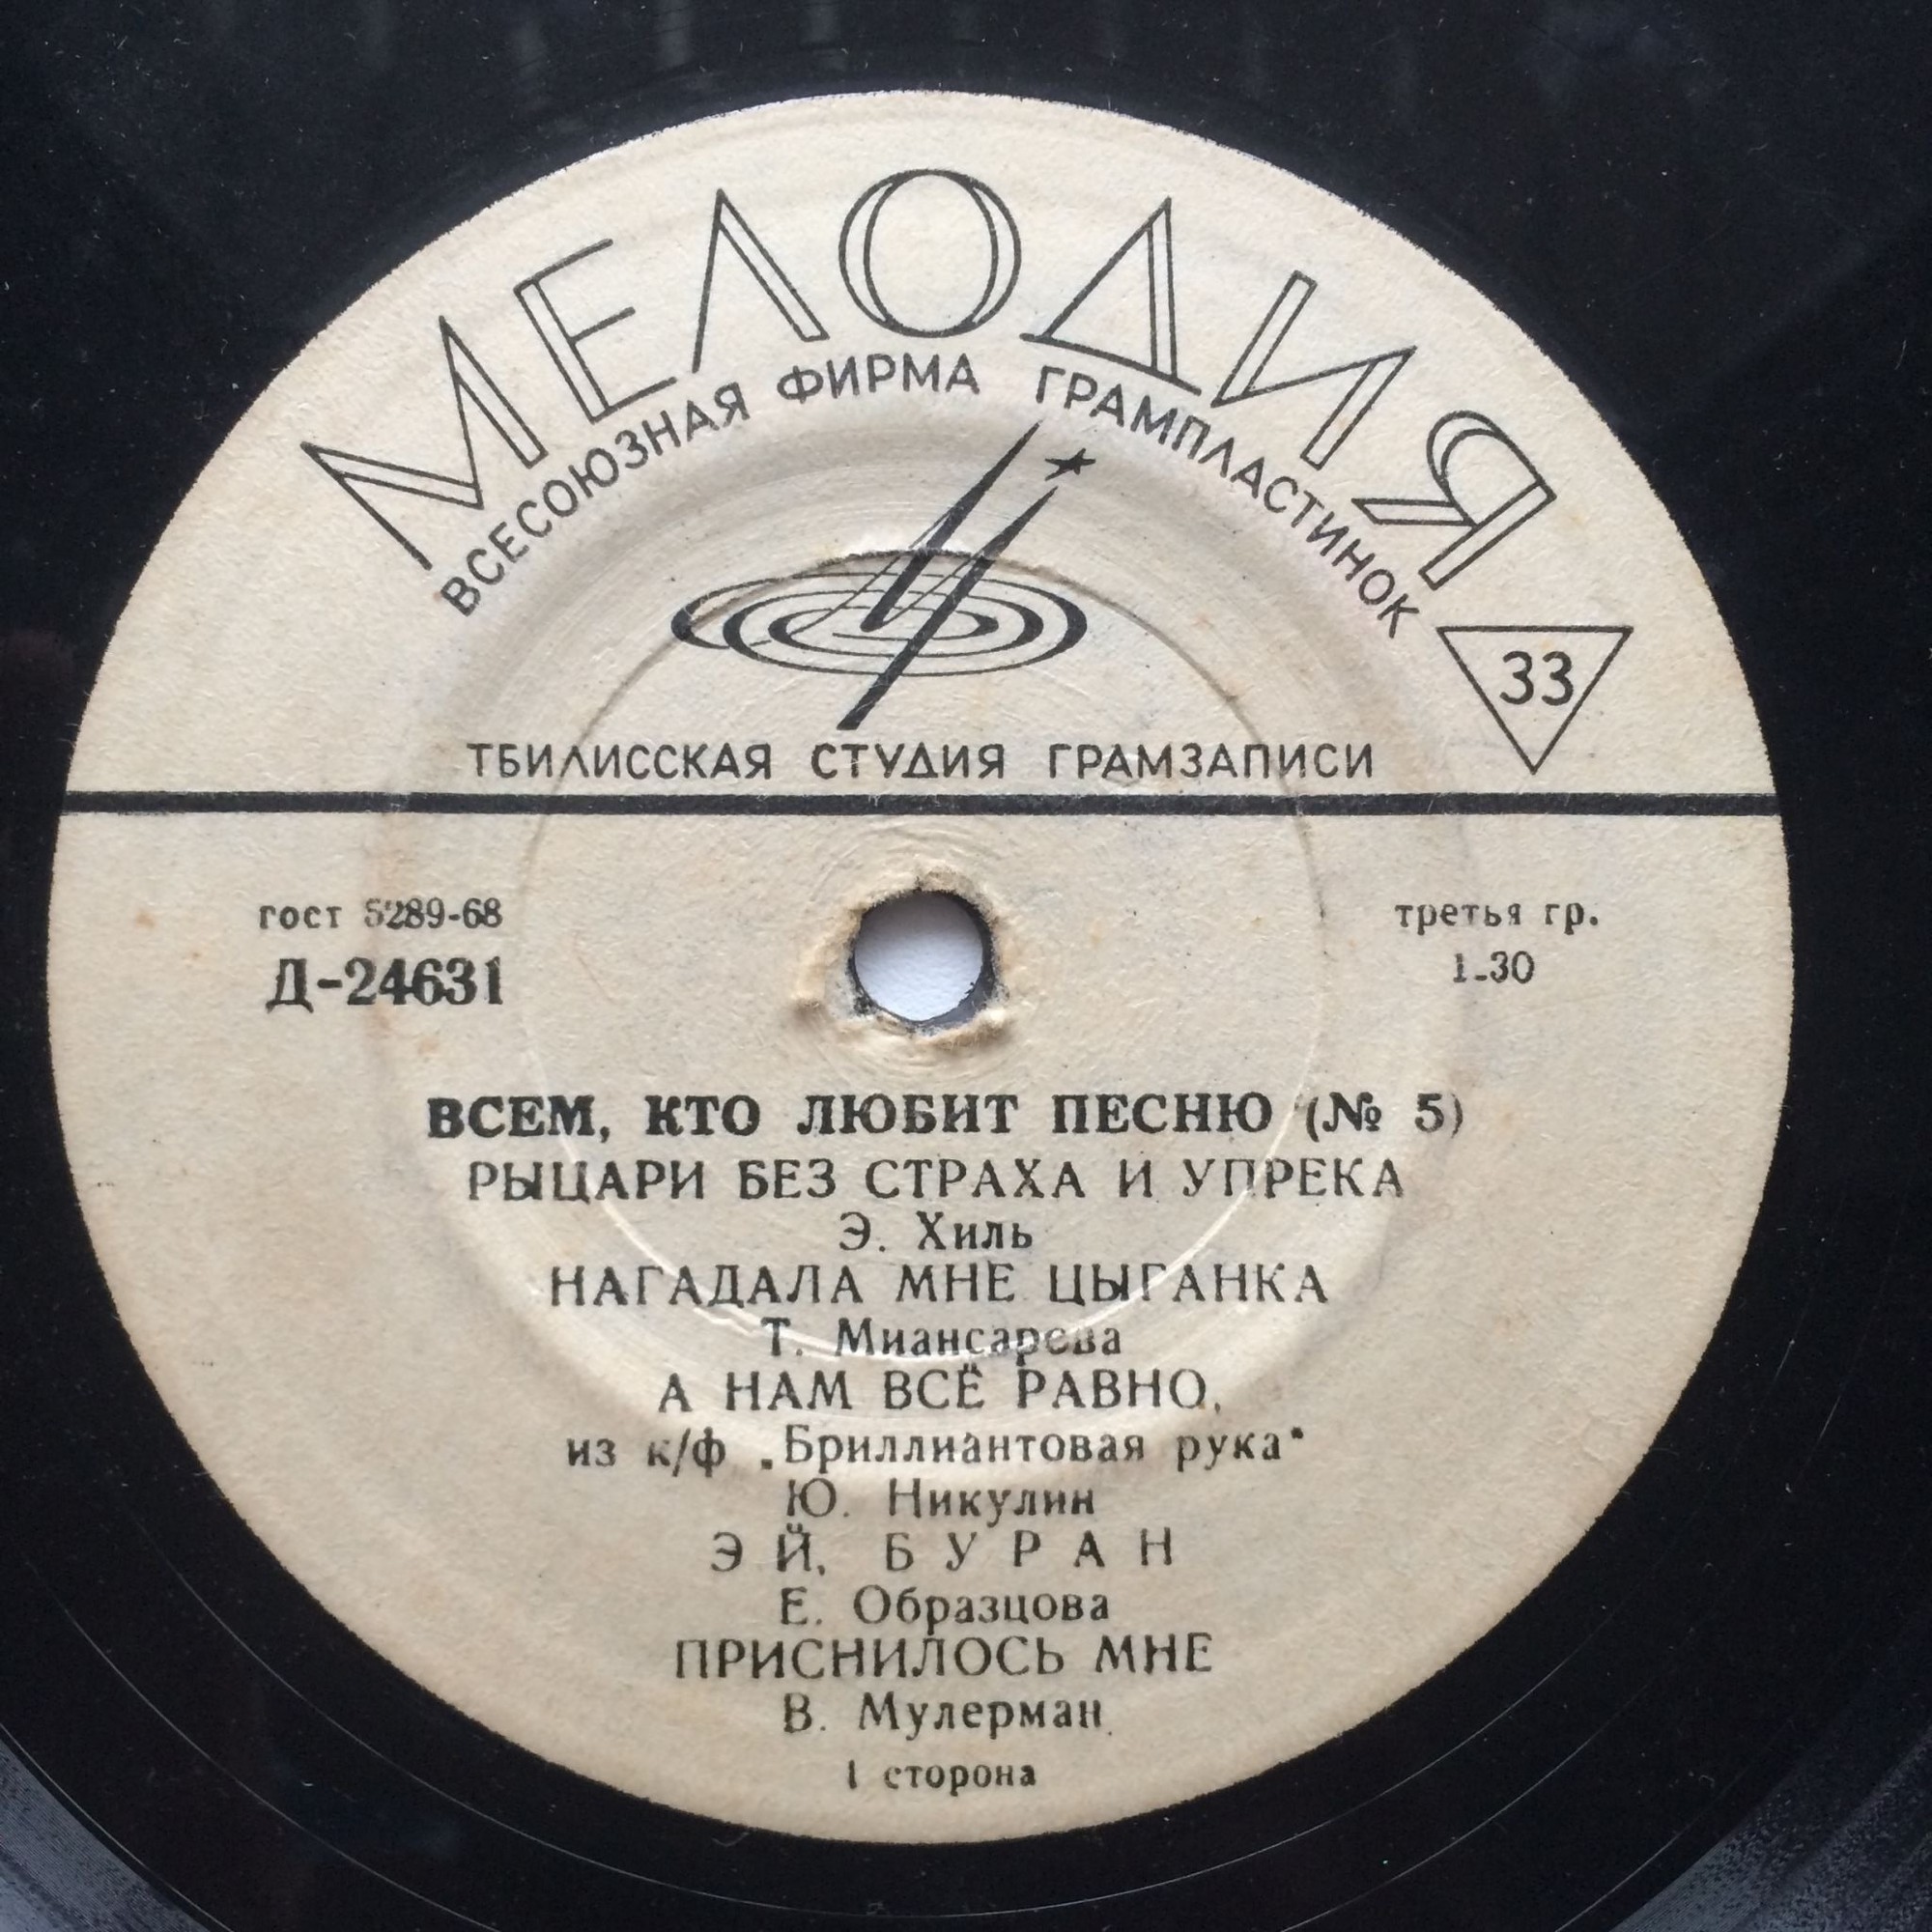 МЕЛОДИЯ
ВСЕСОЮЗНАЯ ФИРМА ГРАМПЛАСТИНОК
33
ТБИЛИССКАЯ СТУДИЯ ГРАМЗАПИСИ
гост 5289-68
третья гр.
Д-24631
1-30
ВСЕМ, КТО ЛЮБИТ ПЕСНЮ (№ 5)
РЫЦАРИ БЕЗ СТРАХА И УПРЕКА
Э. Хиль
НАГАДАЛА МНЕ ЦЫГАНКА
Т. Миансарева
А НАМ ВСЁ РАВНО,
из к/ф „Бриллиантовая рука"
Ю. Никулин
ЭЙ, БУРАН
Е. Образцова
ПРИСНИЛОСЬ МНЕ
В. Мулерман
1 сторона